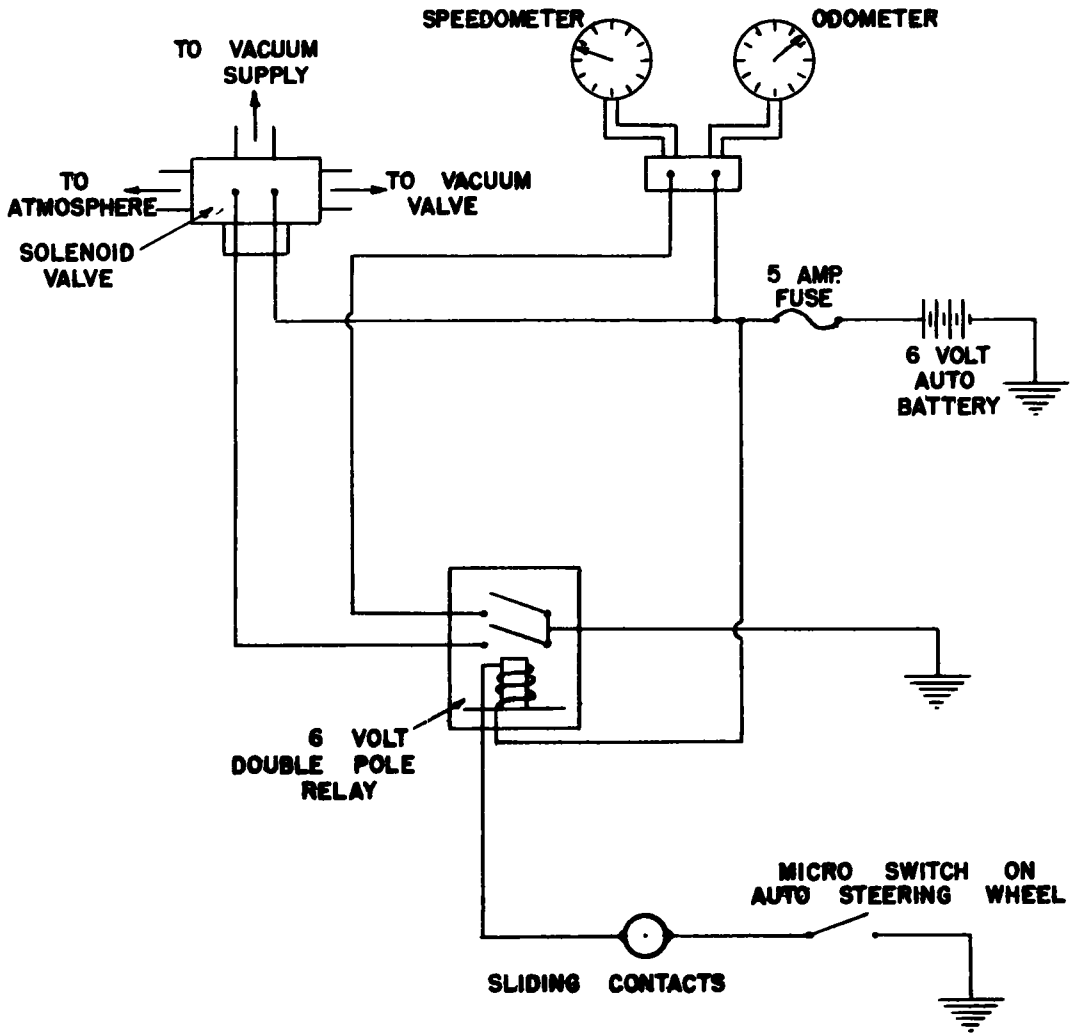 SPEEDOMETER
ODOMETER
TO VACUUM
SUPPLY
TO
ATMOSPHERE
TO VACUUM
VALVE
SOLENOID
VALVE
5 AMP.
FUSE
6 VOLT
AUTO
BATTERY
6 VOLT
DOUBLE POLE
RELAY
MICRO SWITCH ON
AUTO STEERING WHEEL
SLIDING CONTACTS